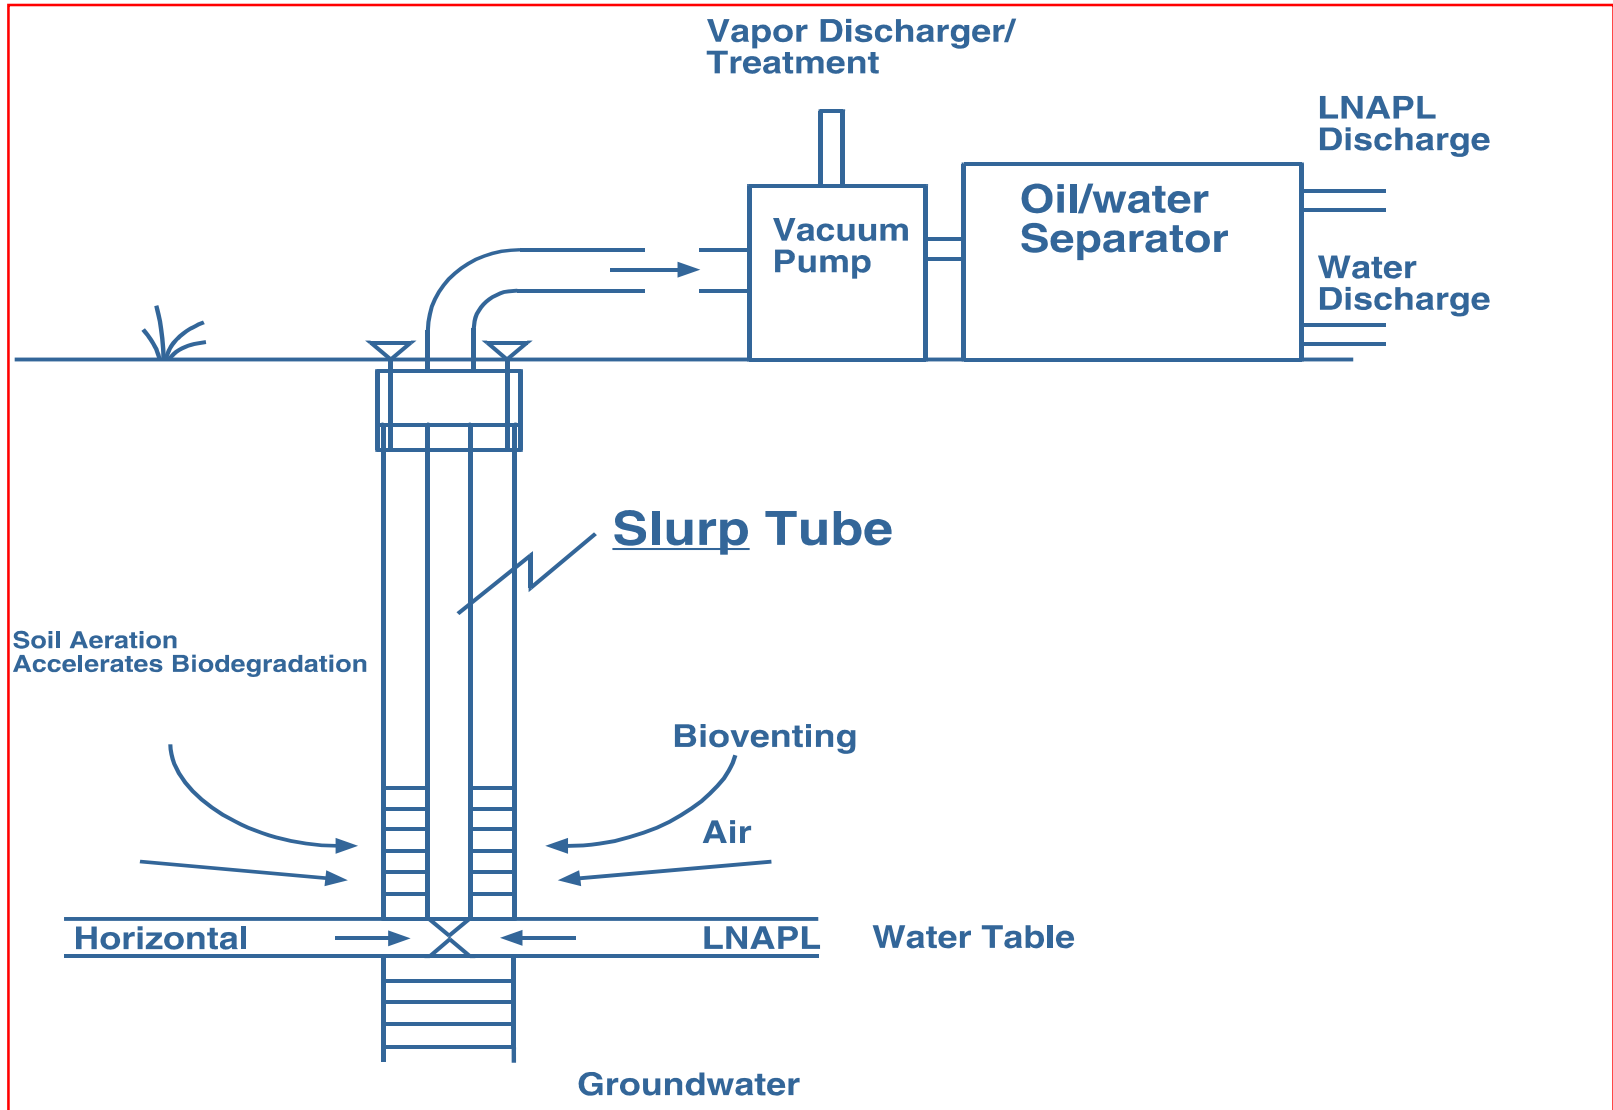 Vapor Discharger/
Treatment
LNAPL
Discharge
Oil/water
Separator
Vacuum
Pump
Water
Discharge
Slurp Tube
Soil Aeration
Accelerates Biodegradation
Bioventing
Air
Horizontal
LNAPL
Water Table
Groundwater